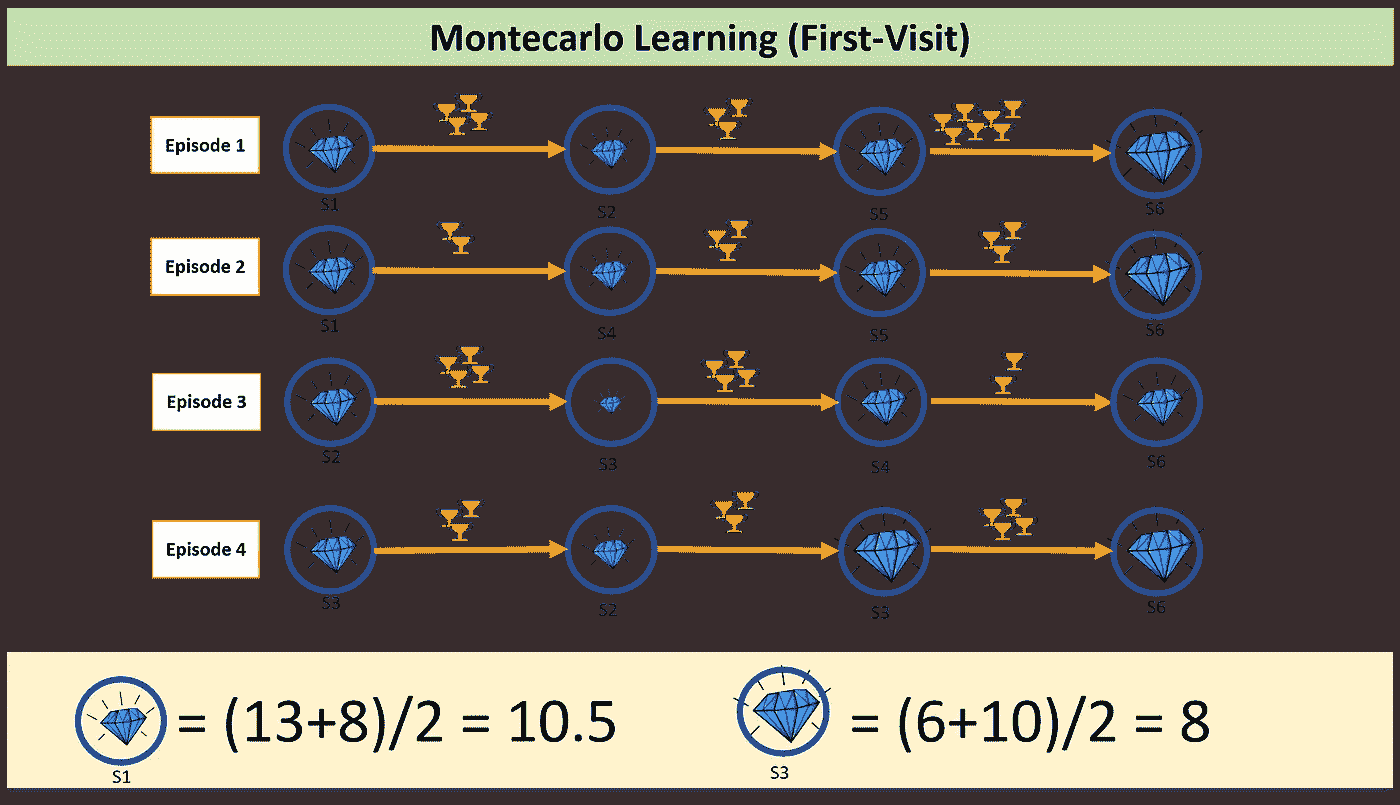 Montecarlo Learning (First-Visit)
Episode 1
S1
S2
S5
S6
Episode 2
S1
S4
S5
S6
Episode 3
S2
S3
S4
S6
Episode 4
S3
S2
S3
S6
= (13+8)/2 = 10.5
S1
= (6+10)/2 = 8
S3